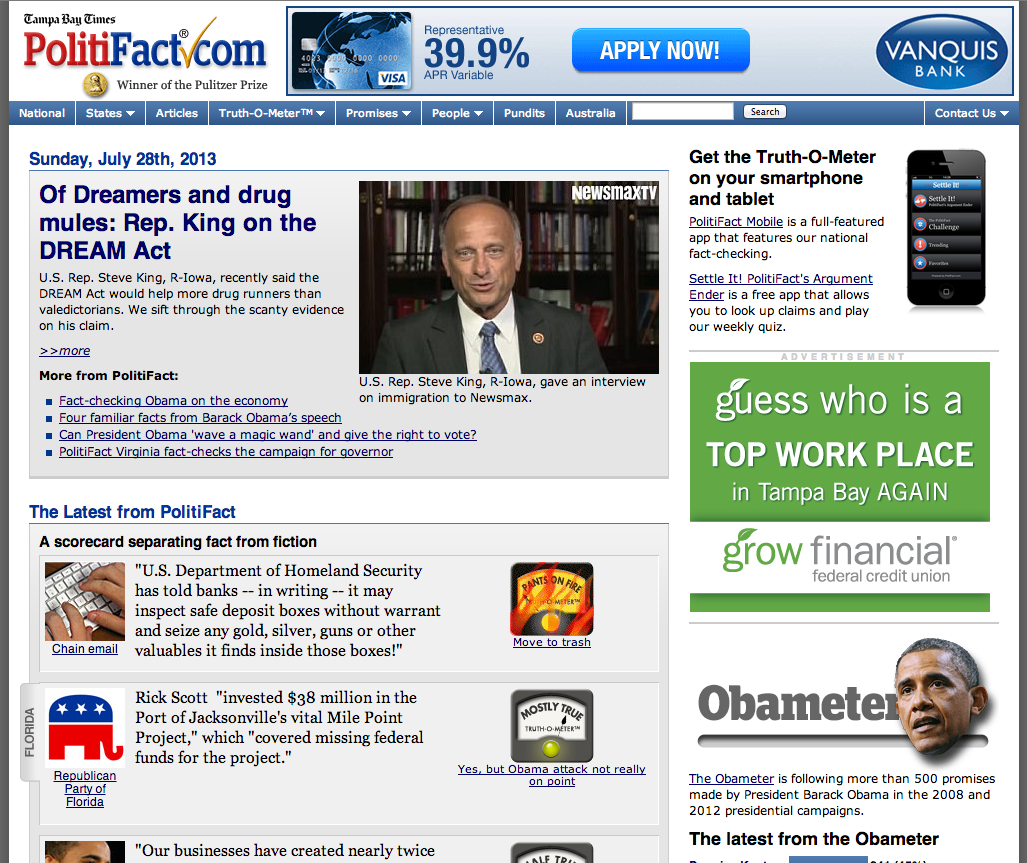 Tampa Bay Times
PolitiFact.com
®
Winner of the Pulitzer Prize
4023 0000 0000 0000
VISA
Representative
39.9%
APR Variable
APPLY NOW!
VANQUIS
BANK
National
States
Articles
Truth-O-Meter™
Promises
People
Pundits
Australia
Search
Contact Us
Sunday, July 28th, 2013
Of Dreamers and drug
mules: Rep. King on the
DREAM Act
U.S. Rep. Steve King, R-Iowa, recently said the
DREAM Act would help more drug runners than
valedictorians. We sift through the scanty evidence
on his claim.
>>more
More from PolitiFact:
Fact-checking Obama on the economy
Four familiar facts from Barack Obama’s speech
Can President Obama 'wave a magic wand' and give the right to vote?
PolitiFact Virginia fact-checks the campaign for governor
NewsmaxTV
U.S. Rep. Steve King, R-Iowa, gave an interview
on immigration to Newsmax.
The Latest from PolitiFact
A scorecard separating fact from fiction
Chain email
"U.S. Department of Homeland Security
has told banks -- in writing -- it may
inspect safe deposit boxes without warrant
and seize any gold, silver, guns or other
valuables it finds inside those boxes!"
PANTS ON FIRE
TRUTH-O-METER™
Move to trash
FLORIDA
Republican
Party of
Florida
Rick Scott "invested $38 million in the
Port of Jacksonville's vital Mile Point
Project," which "covered missing federal
funds for the project."
MOSTLY TRUE
TRUTH-O-METER™
Yes, but Obama attack not really
on point
"Our businesses have created nearly twice
HALF TRUE
Get the Truth-O-Meter
on your smartphone
and tablet
PolitiFact Mobile is a full-featured
app that features our national
fact-checking.
Settle It! PolitiFact's Argument
Ender is a free app that allows
you to look up claims and play
our weekly quiz.
Settle It!
Settle It!
PolitiFact's Argument Ender
The PolitiFact
Challenge
Trending
Favorites
ADVERTISEMENT
guess who is a
TOP WORK PLACE
in Tampa Bay AGAIN
grow financial®
federal credit union
Obameter
The Obameter is following more than 500 promises
made by President Barack Obama in the 2008 and
2012 presidential campaigns.
The latest from the Obameter